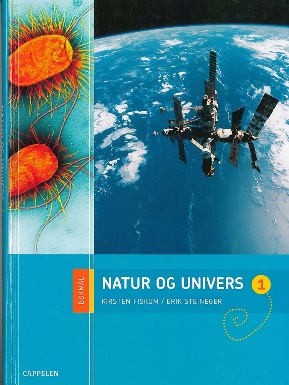 BOKMÅL
NATUR OG UNIVERS 1
KIRSTEN FISKUM / ERIK STEINEGER
CAPPELEN